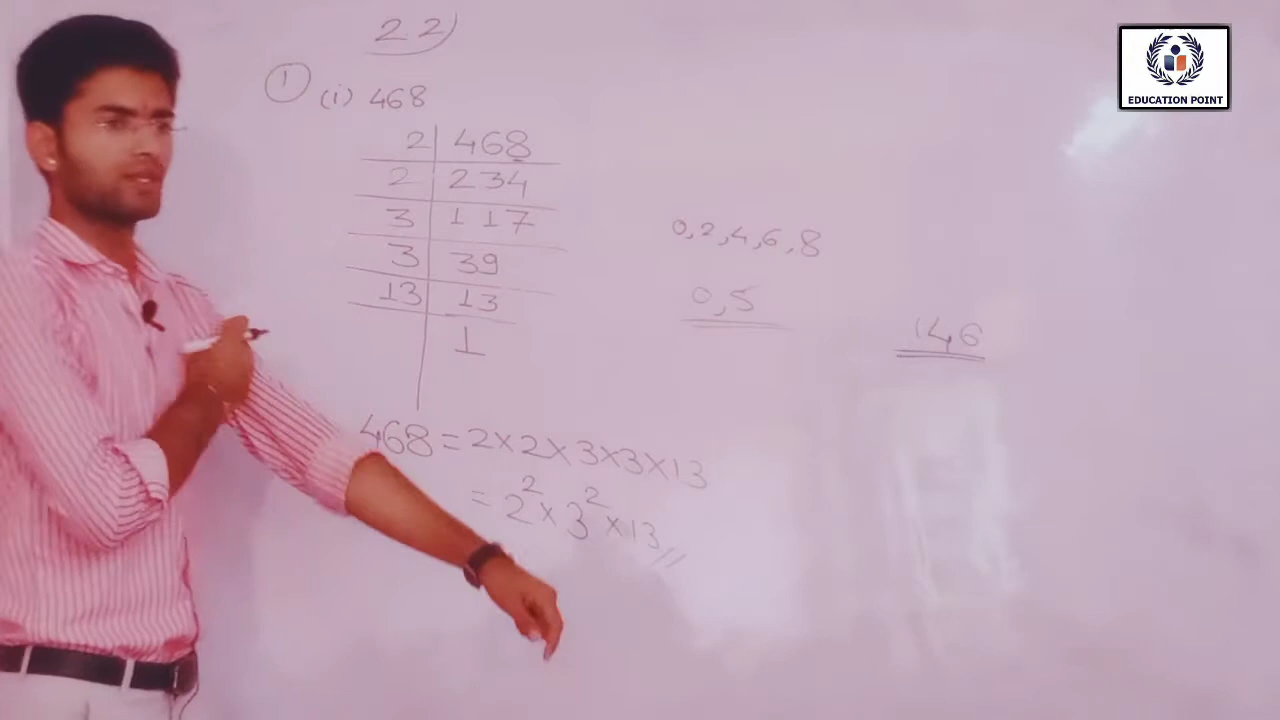 22)
1 (i) 468
2 | 468
2 | 234
3 | 117
3 | 39
13 | 13
1
468 = 2×2×3×3×13
= 2² × 3² × 13 //
0, 2, 4, 6, 8
0, 5
146
EDUCATION POINT